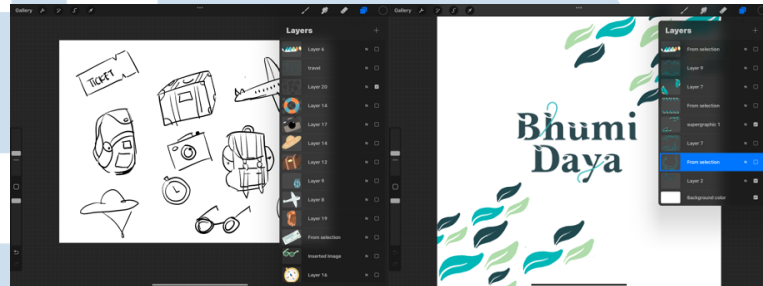 Gallery
Layers
Layer 6
travel
Layer 20
Layer 14
Layer 17
Layer 14
Layer 12
Layer 9
Layer 8
Layer 19
From selection
Inserted Image
Layer 16
TICKET
Gallery
Layers
From selection
Layer 9
Layer 7
From selection
supergraphic 1
Layer 7
From selection
Layer 2
Background color
Bhumi
Daya